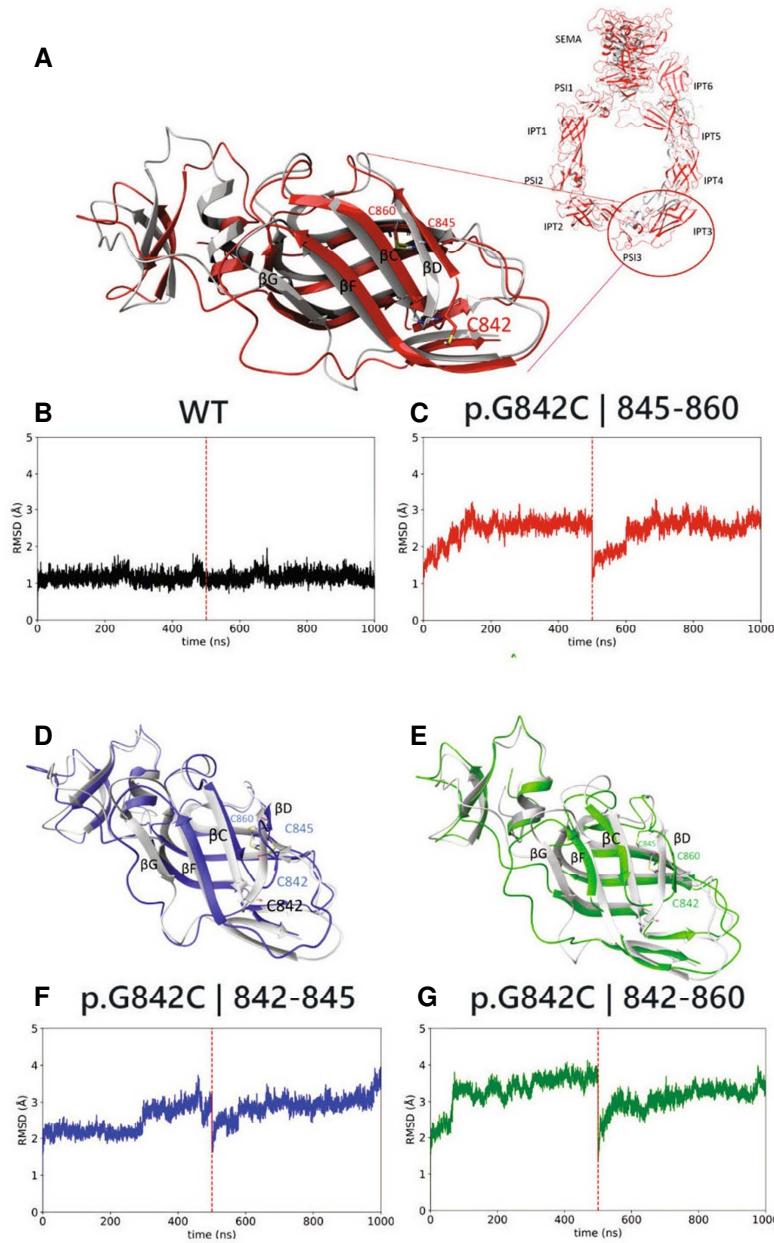 A
SEMA
PSI1
IPT6
IPT1
IPT5
PSI2
IPT4
IPT2
IPT3
PSI3
C860
C845
βC
βD
βG
βF
C842
B
WT
C
p.G842C | 845-860
RMSD (Å)
5
4
3
2
1
0
0
200
400
600
800
1000
time (ns)
RMSD (Å)
5
4
3
2
1
0
0
200
400
600
800
1000
time (ns)
D
βD
C860
C845
βC
βG
βF
C842
C842
E
βC
βD
βG
βF
C845
C860
C842
F
p.G842C | 842-845
G
p.G842C | 842-860
RMSD (Å)
5
4
3
2
1
0
0
200
400
600
800
1000
time (ns)
RMSD (Å)
5
4
3
2
1
0
0
200
400
600
800
1000
time (ns)